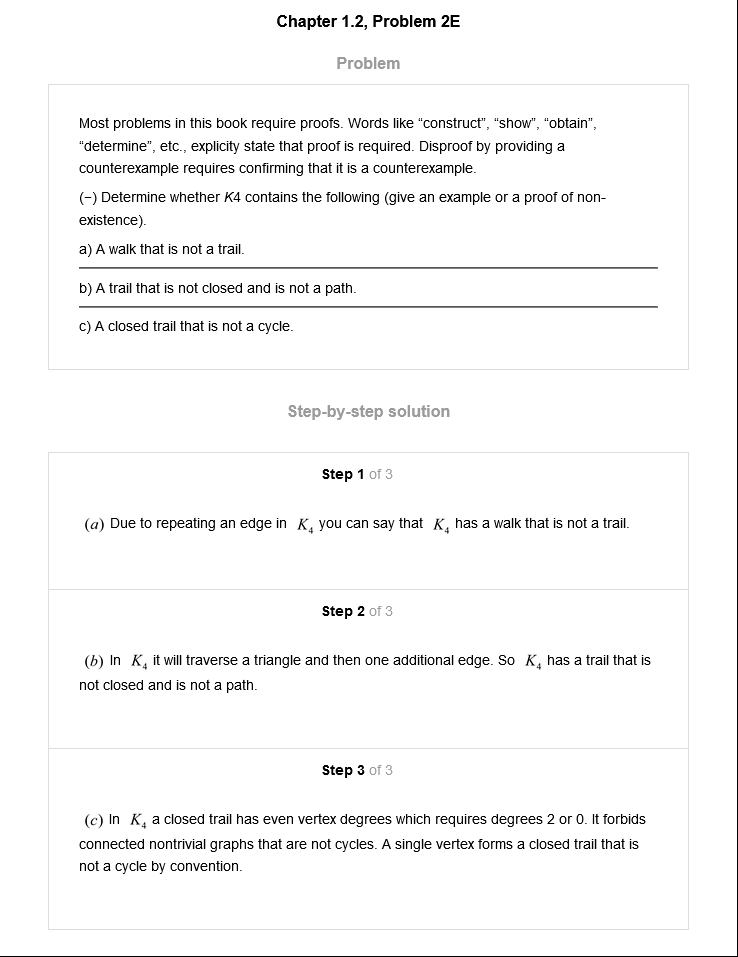 Chapter 1.2, Problem 2E
Problem
Most problems in this book require proofs. Words like “construct”, “show”, “obtain”,
“determine”, etc., explicity state that proof is required. Disproof by providing a
counterexample requires confirming that it is a counterexample.
(−) Determine whether K4 contains the following (give an example or a proof of non-
existence).
a) A walk that is not a trail.
b) A trail that is not closed and is not a path.
c) A closed trail that is not a cycle.
Step-by-step solution
Step 1 of 3
(a) Due to repeating an edge in K₄ you can say that K₄ has a walk that is not a trail.
Step 2 of 3
(b) In K₄ it will traverse a triangle and then one additional edge. So K₄ has a trail that is
not closed and is not a path.
Step 3 of 3
(c) In K₄ a closed trail has even vertex degrees which requires degrees 2 or 0. It forbids
connected nontrivial graphs that are not cycles. A single vertex forms a closed trail that is
not a cycle by convention.